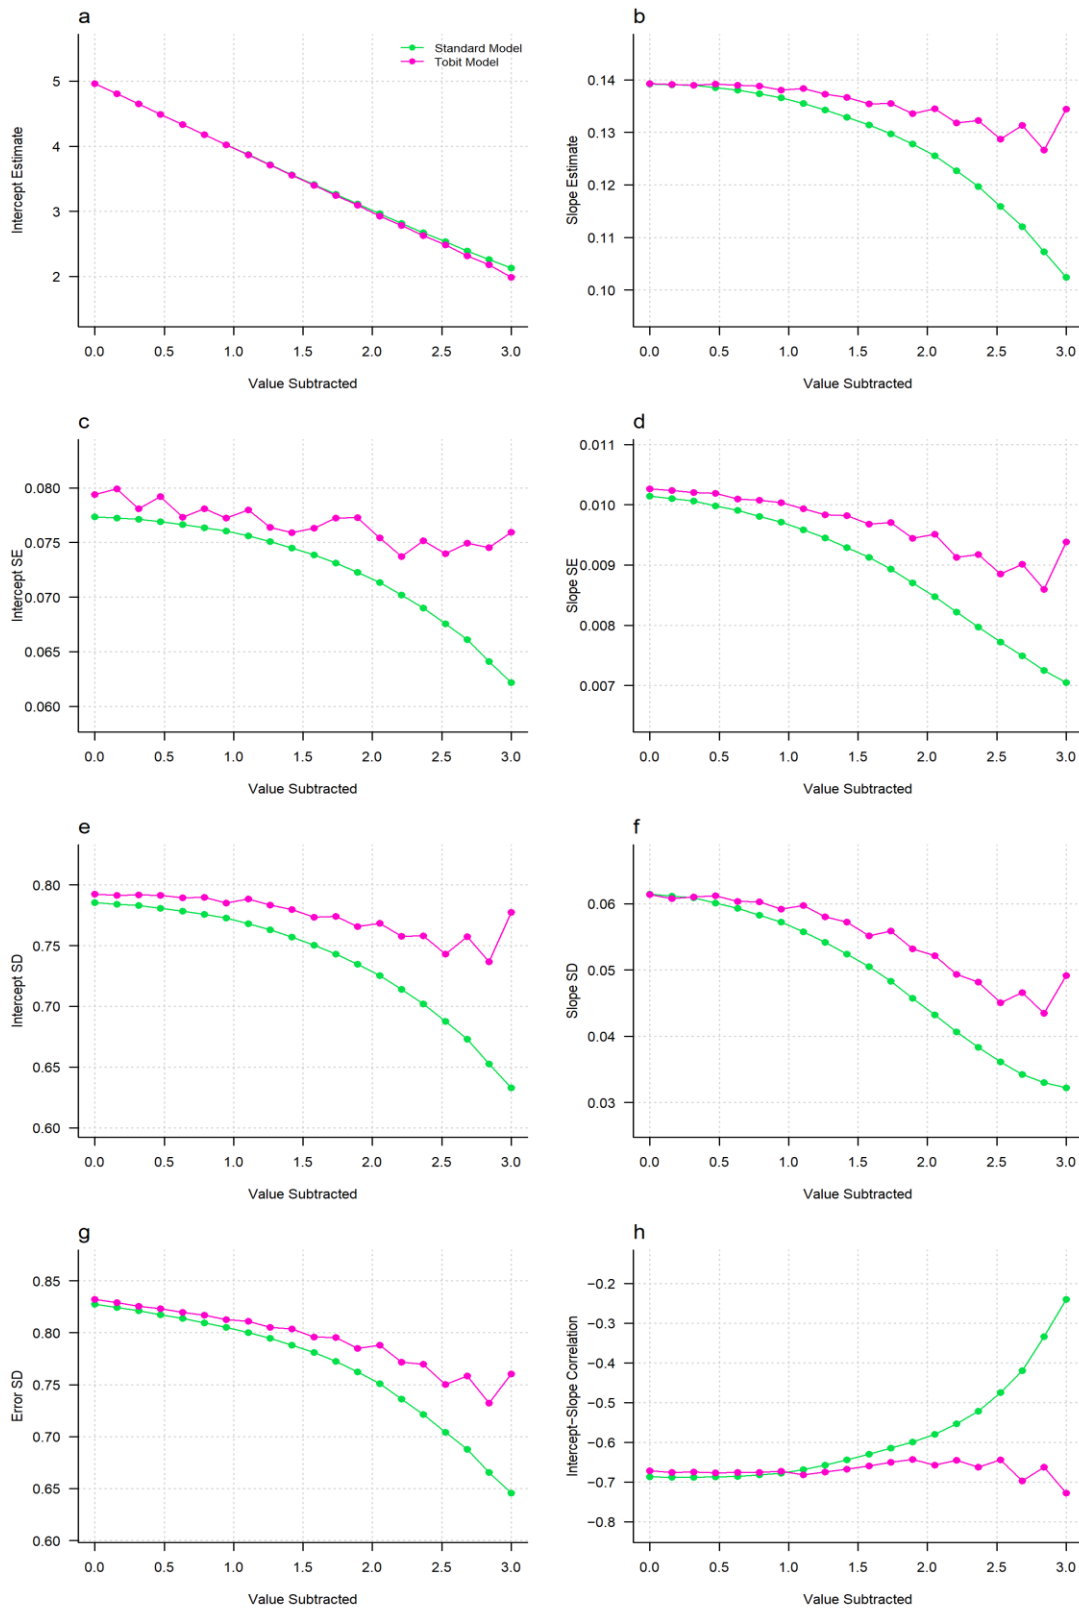 a
Standard Model
Tobit Model
Intercept Estimate
5
4
3
2
0.0 0.5 1.0 1.5 2.0 2.5 3.0
Value Subtracted
b
Slope Estimate
0.14
0.13
0.12
0.11
0.10
0.0 0.5 1.0 1.5 2.0 2.5 3.0
Value Subtracted
c
Intercept SE
0.080
0.075
0.070
0.065
0.060
0.0 0.5 1.0 1.5 2.0 2.5 3.0
Value Subtracted
d
Slope SE
0.011
0.010
0.009
0.008
0.007
0.0 0.5 1.0 1.5 2.0 2.5 3.0
Value Subtracted
e
Intercept SD
0.80
0.75
0.70
0.65
0.60
0.0 0.5 1.0 1.5 2.0 2.5 3.0
Value Subtracted
f
Slope SD
0.06
0.05
0.04
0.03
0.0 0.5 1.0 1.5 2.0 2.5 3.0
Value Subtracted
g
Error SD
0.85
0.80
0.75
0.70
0.65
0.60
0.0 0.5 1.0 1.5 2.0 2.5 3.0
Value Subtracted
h
Intercept−Slope Correlation
−0.2
−0.3
−0.4
−0.5
−0.6
−0.7
−0.8
0.0 0.5 1.0 1.5 2.0 2.5 3.0
Value Subtracted